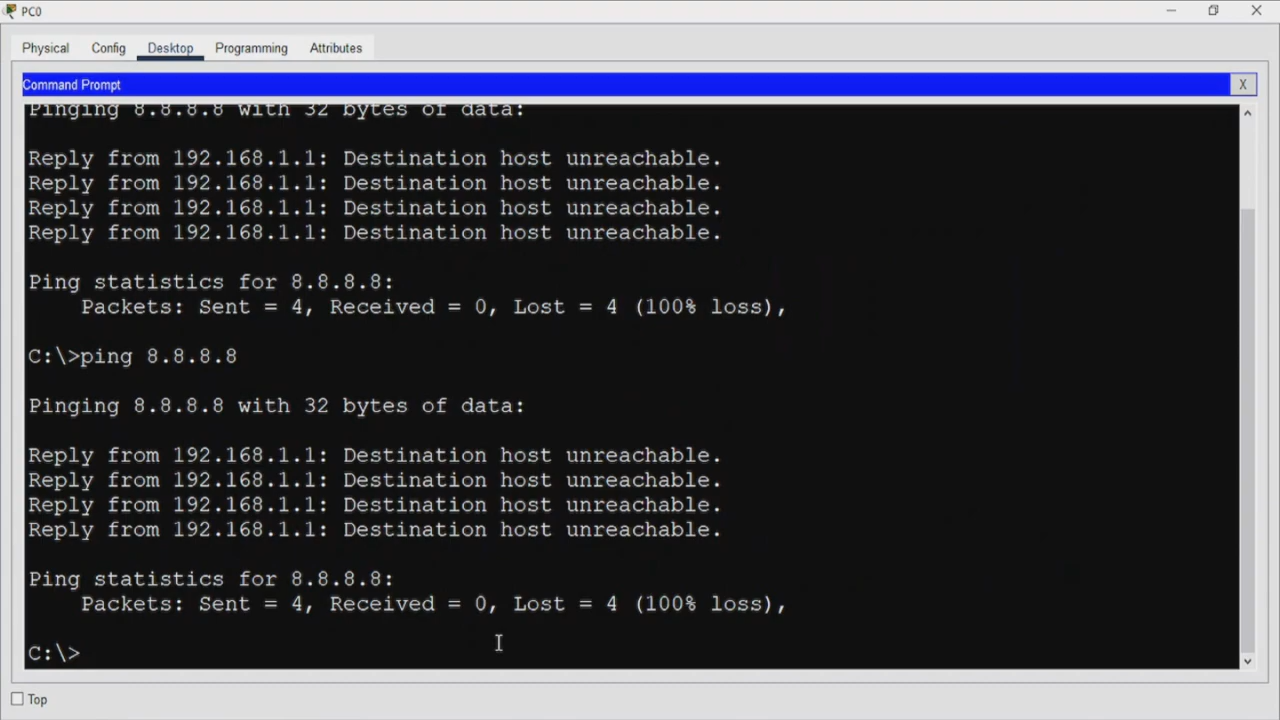 PC0
Physical Config Desktop Programming Attributes
Command Prompt
X
Pinging 8.8.8.8 with 32 bytes of data:
Reply from 192.168.1.1: Destination host unreachable.
Reply from 192.168.1.1: Destination host unreachable.
Reply from 192.168.1.1: Destination host unreachable.
Reply from 192.168.1.1: Destination host unreachable.
Ping statistics for 8.8.8.8:
Packets: Sent = 4, Received = 0, Lost = 4 (100% loss),
C:\>ping 8.8.8.8
Pinging 8.8.8.8 with 32 bytes of data:
Reply from 192.168.1.1: Destination host unreachable.
Reply from 192.168.1.1: Destination host unreachable.
Reply from 192.168.1.1: Destination host unreachable.
Reply from 192.168.1.1: Destination host unreachable.
Ping statistics for 8.8.8.8:
Packets: Sent = 4, Received = 0, Lost = 4 (100% loss),
C:\>
Top